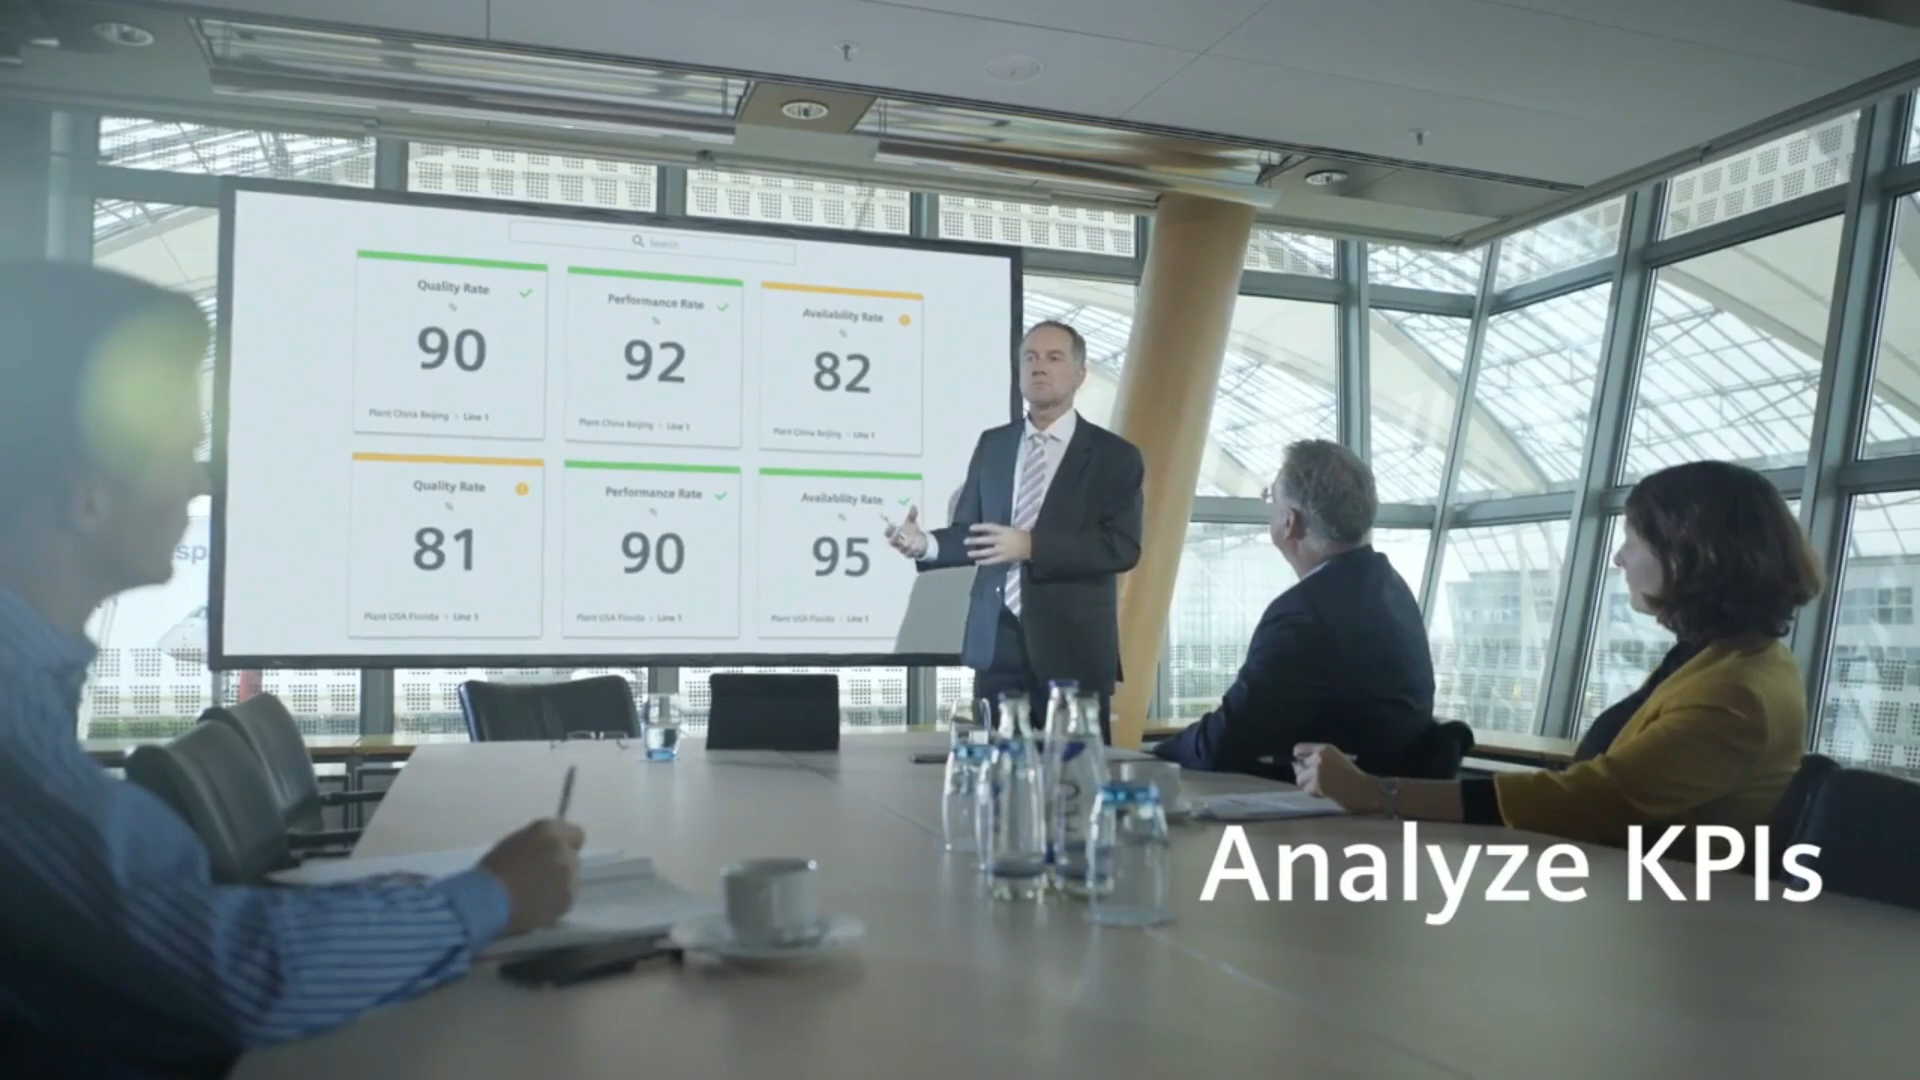 Search
Quality Rate
%
90
Plant China Beijing > Line 1
Performance Rate
%
92
Plant China Beijing > Line 1
Availability Rate
%
82
Plant China Beijing > Line 1
Quality Rate
%
81
Plant USA Florida > Line 1
Performance Rate
%
90
Plant USA Florida > Line 1
Availability Rate
%
95
Plant USA Florida > Line 1
Analyze KPIs